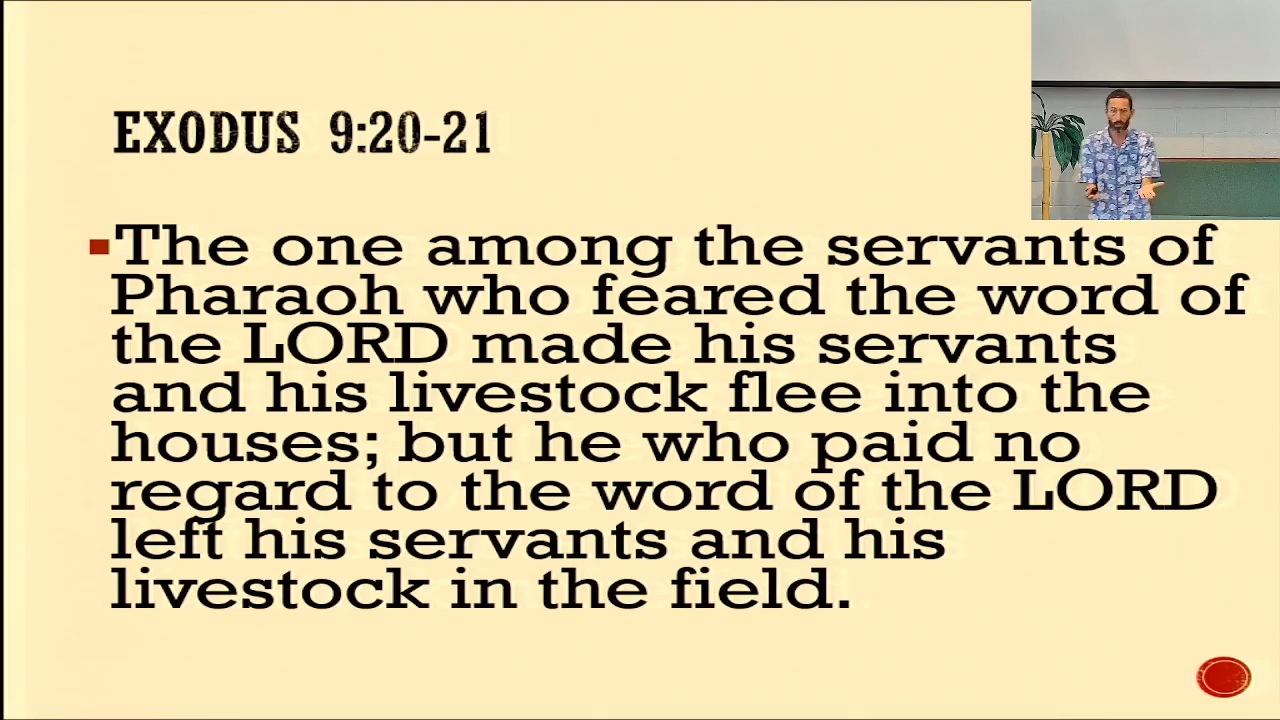 EXODUS 9:20-21
The one among the servants of
Pharaoh who feared the word of
the LORD made his servants
and his livestock flee into the
houses; but he who paid no
regard to the word of the LORD
left his servants and his
livestock in the field.